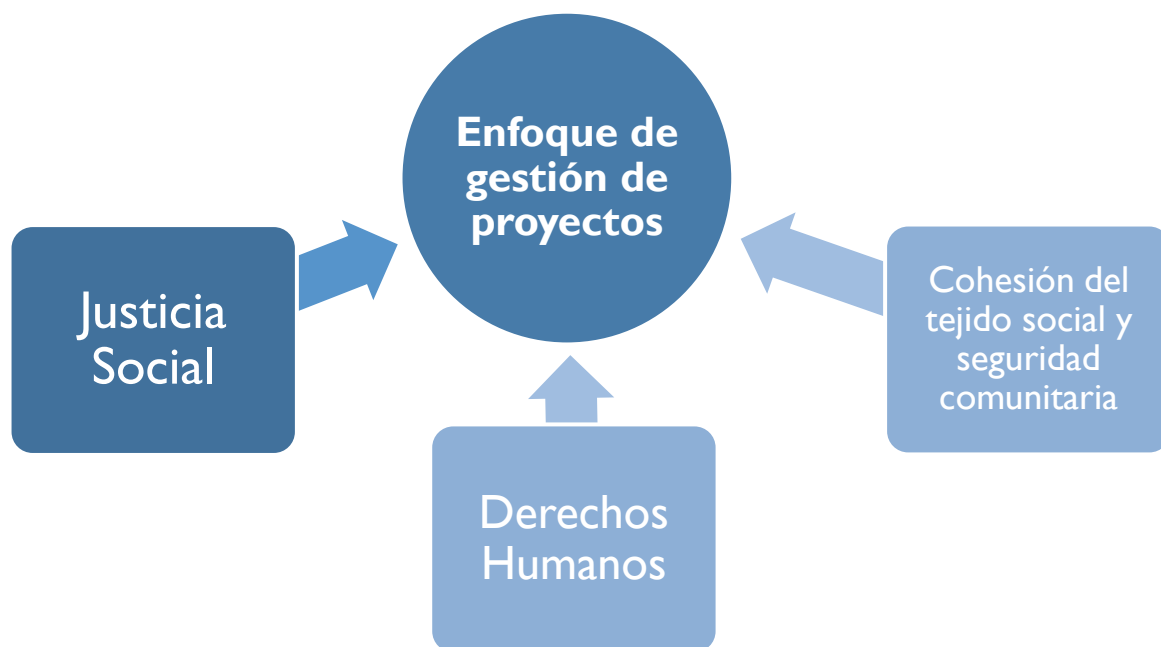 Enfoque de
gestión de
proyectos
Justicia
Social
Derechos
Humanos
Cohesión del
tejido social y
seguridad
comunitaria